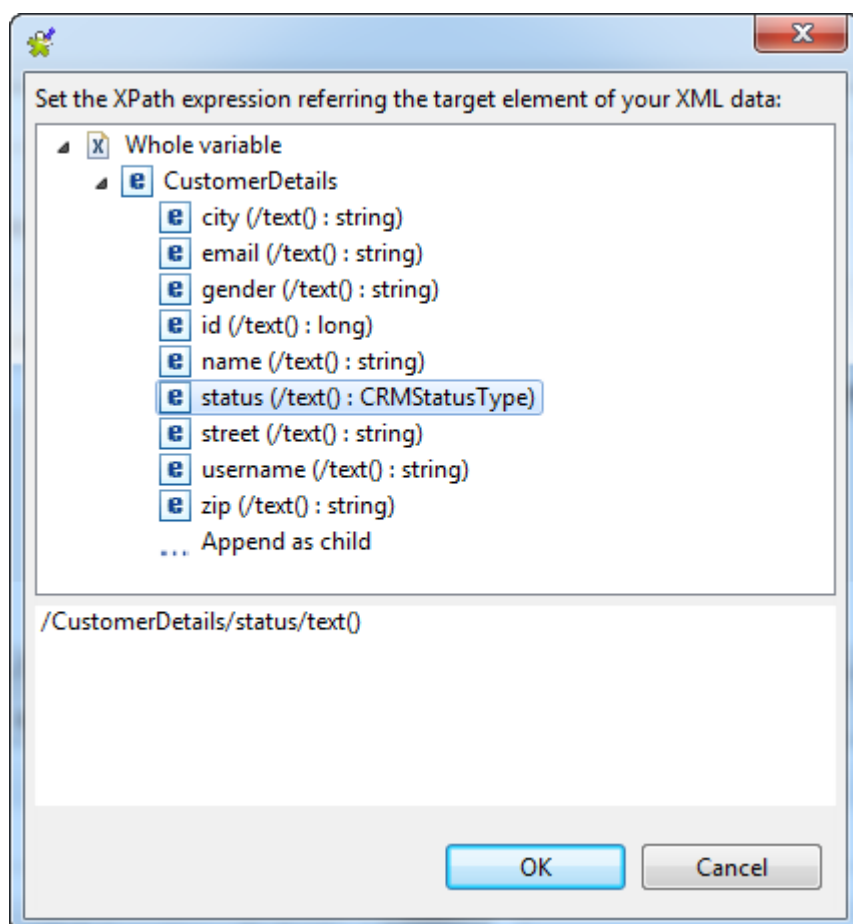 Set the XPath expression referring the target element of your XML data:
Whole variable
CustomerDetails
city (/text() : string)
email (/text() : string)
gender (/text() : string)
id (/text() : long)
name (/text() : string)
status (/text() : CRMStatusType)
street (/text() : string)
username (/text() : string)
zip (/text() : string)
Append as child
/CustomerDetails/status/text()
OK Cancel